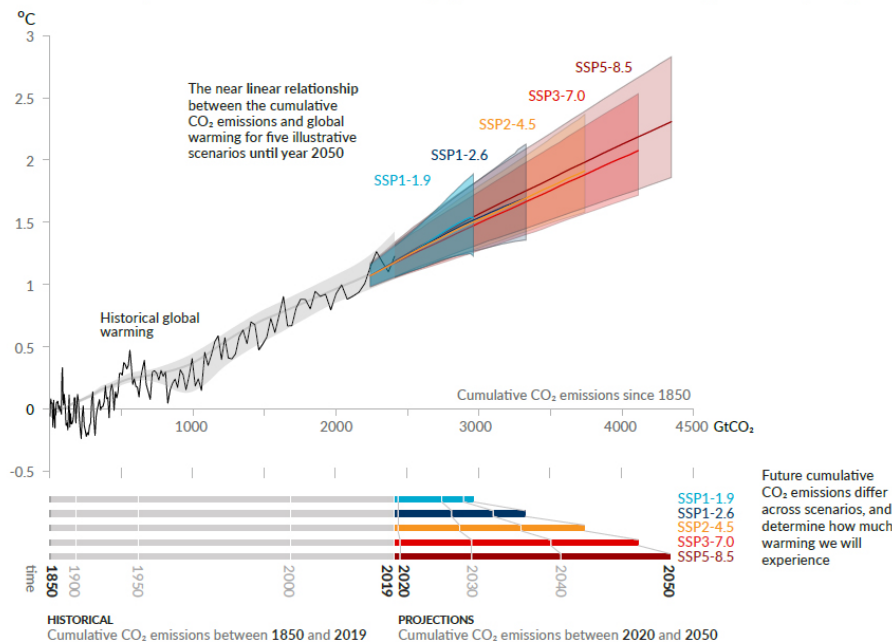 °C
3
2.5
2
1.5
1
0.5
0
-0.5
The near linear relationship
between the cumulative
CO₂ emissions and global
warming for five illustrative
scenarios until year 2050
SSP5-8.5
SSP3-7.0
SSP2-4.5
SSP1-2.6
SSP1-1.9
Historical global
warming
Cumulative CO₂ emissions since 1850
1000 2000 3000 4000 4500 GtCO₂
SSP1-1.9
SSP1-2.6
SSP2-4.5
SSP3-7.0
SSP5-8.5
Future cumulative
CO₂ emissions differ
across scenarios, and
determine how much
warming we will
experience
time 1850 1900 1950 2000 2019 2020 2030 2040 2050
HISTORICAL
Cumulative CO₂ emissions between 1850 and 2019
PROJECTIONS
Cumulative CO₂ emissions between 2020 and 2050